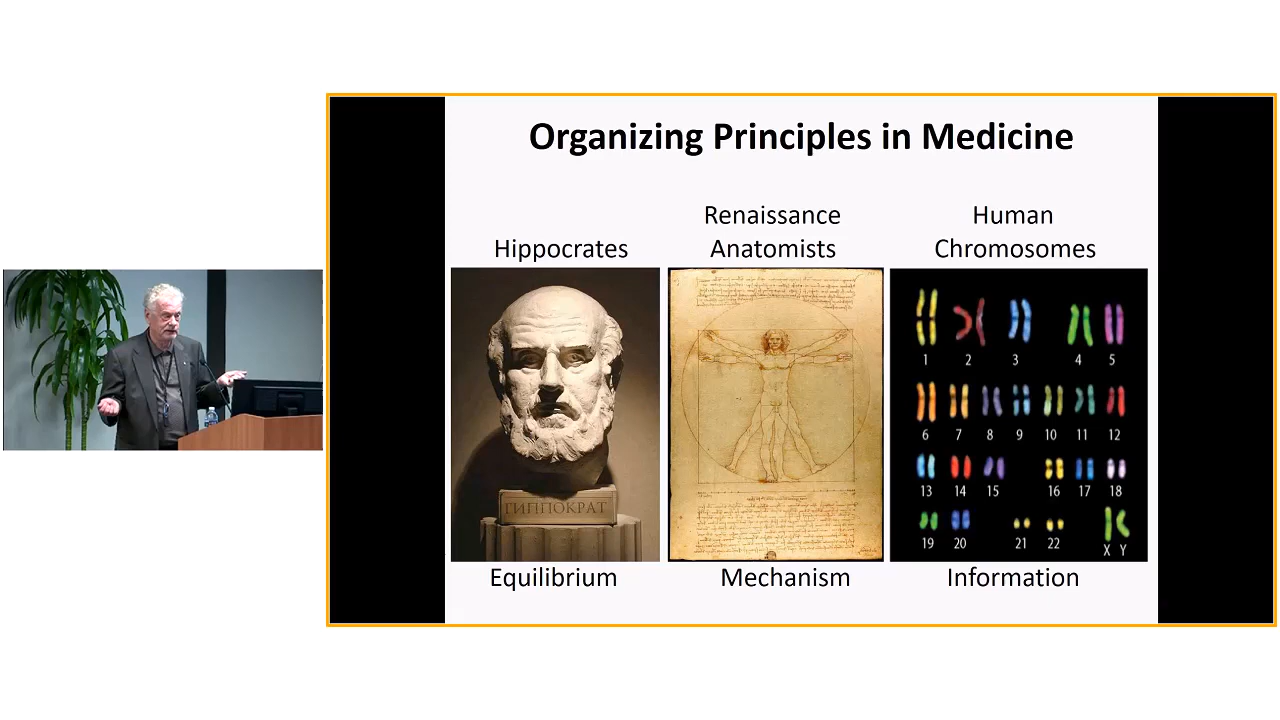 Organizing Principles in Medicine
Hippocrates
Renaissance
Anatomists
Human
Chromosomes
ГИППОКРАТ
1 2 3 4 5
6 7 8 9 10 11 12
13 14 15 16 17 18
19 20 21 22 X Y
Equilibrium
Mechanism
Information